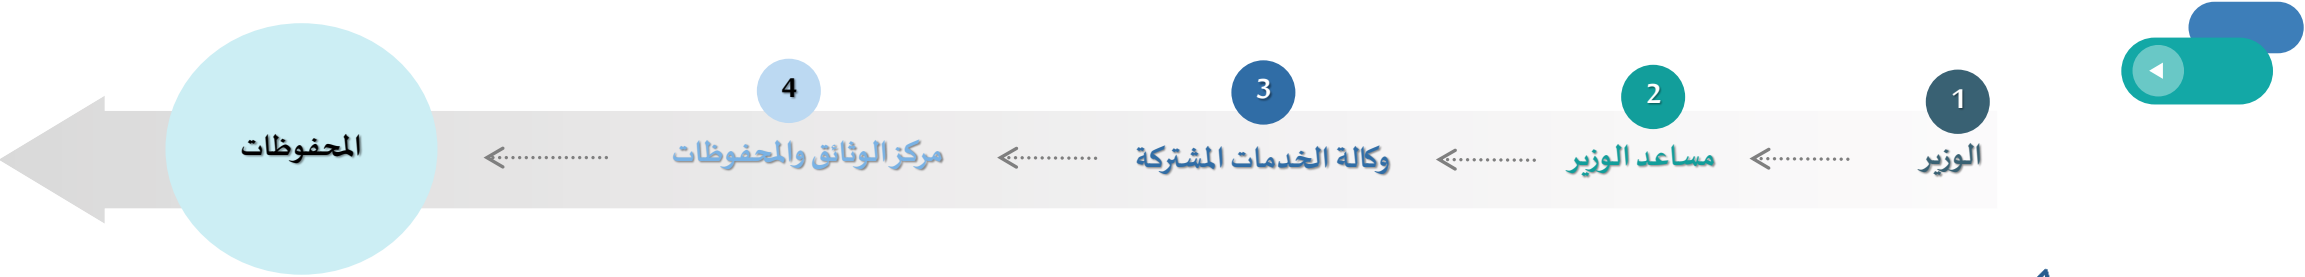 1
الوزير
2
مساعد الوزير
3
وكالة الخدمات المشتركة
4
مركز الوثائق والمحفوظات
المحفوظات